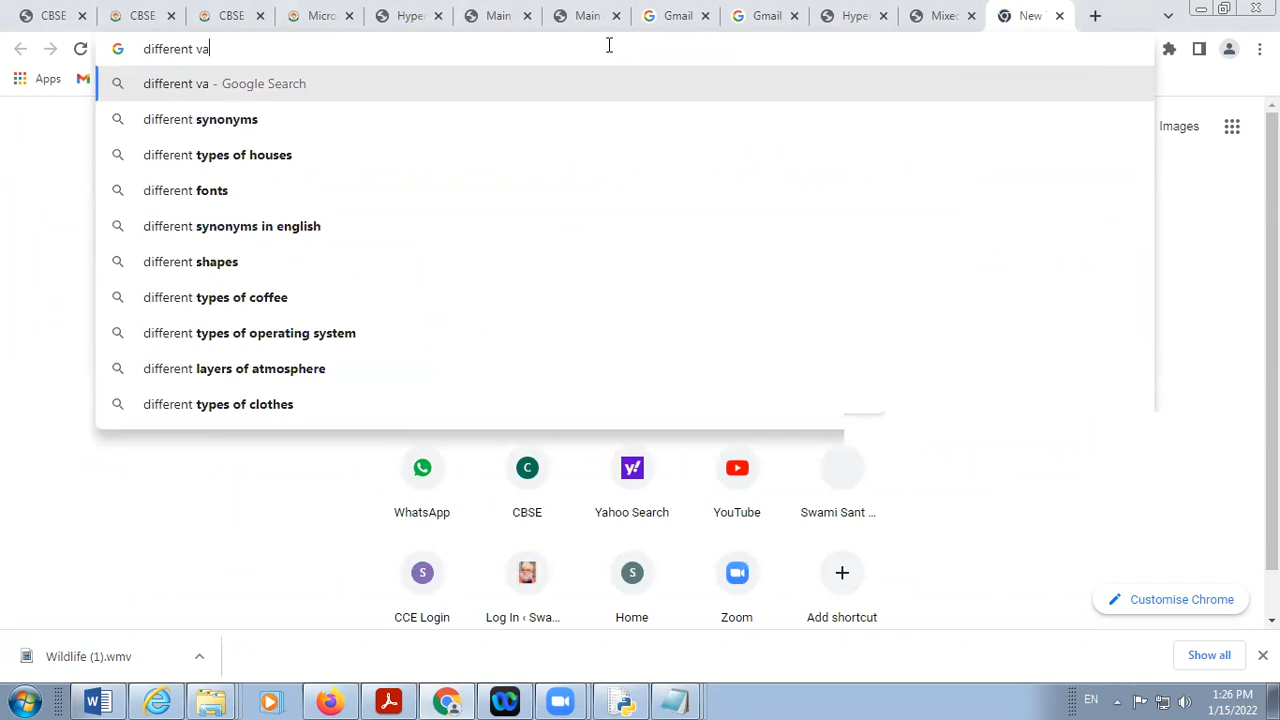 CBSE CBSE CBSE Micro Hyper Main Main Gmail Gmail Hyper Mixed New
different va
Apps
different va - Google Search
different synonyms
Images
different types of houses
different fonts
different synonyms in english
different shapes
different types of coffee
different types of operating system
different layers of atmosphere
different types of clothes
WhatsApp CBSE Yahoo Search YouTube Swami Sant ...
CCE Login Log In ‹ Swa... Home Zoom Add shortcut
Customise Chrome
Wildlife (1).wmv Show all
EN 1:26 PM
1/15/2022